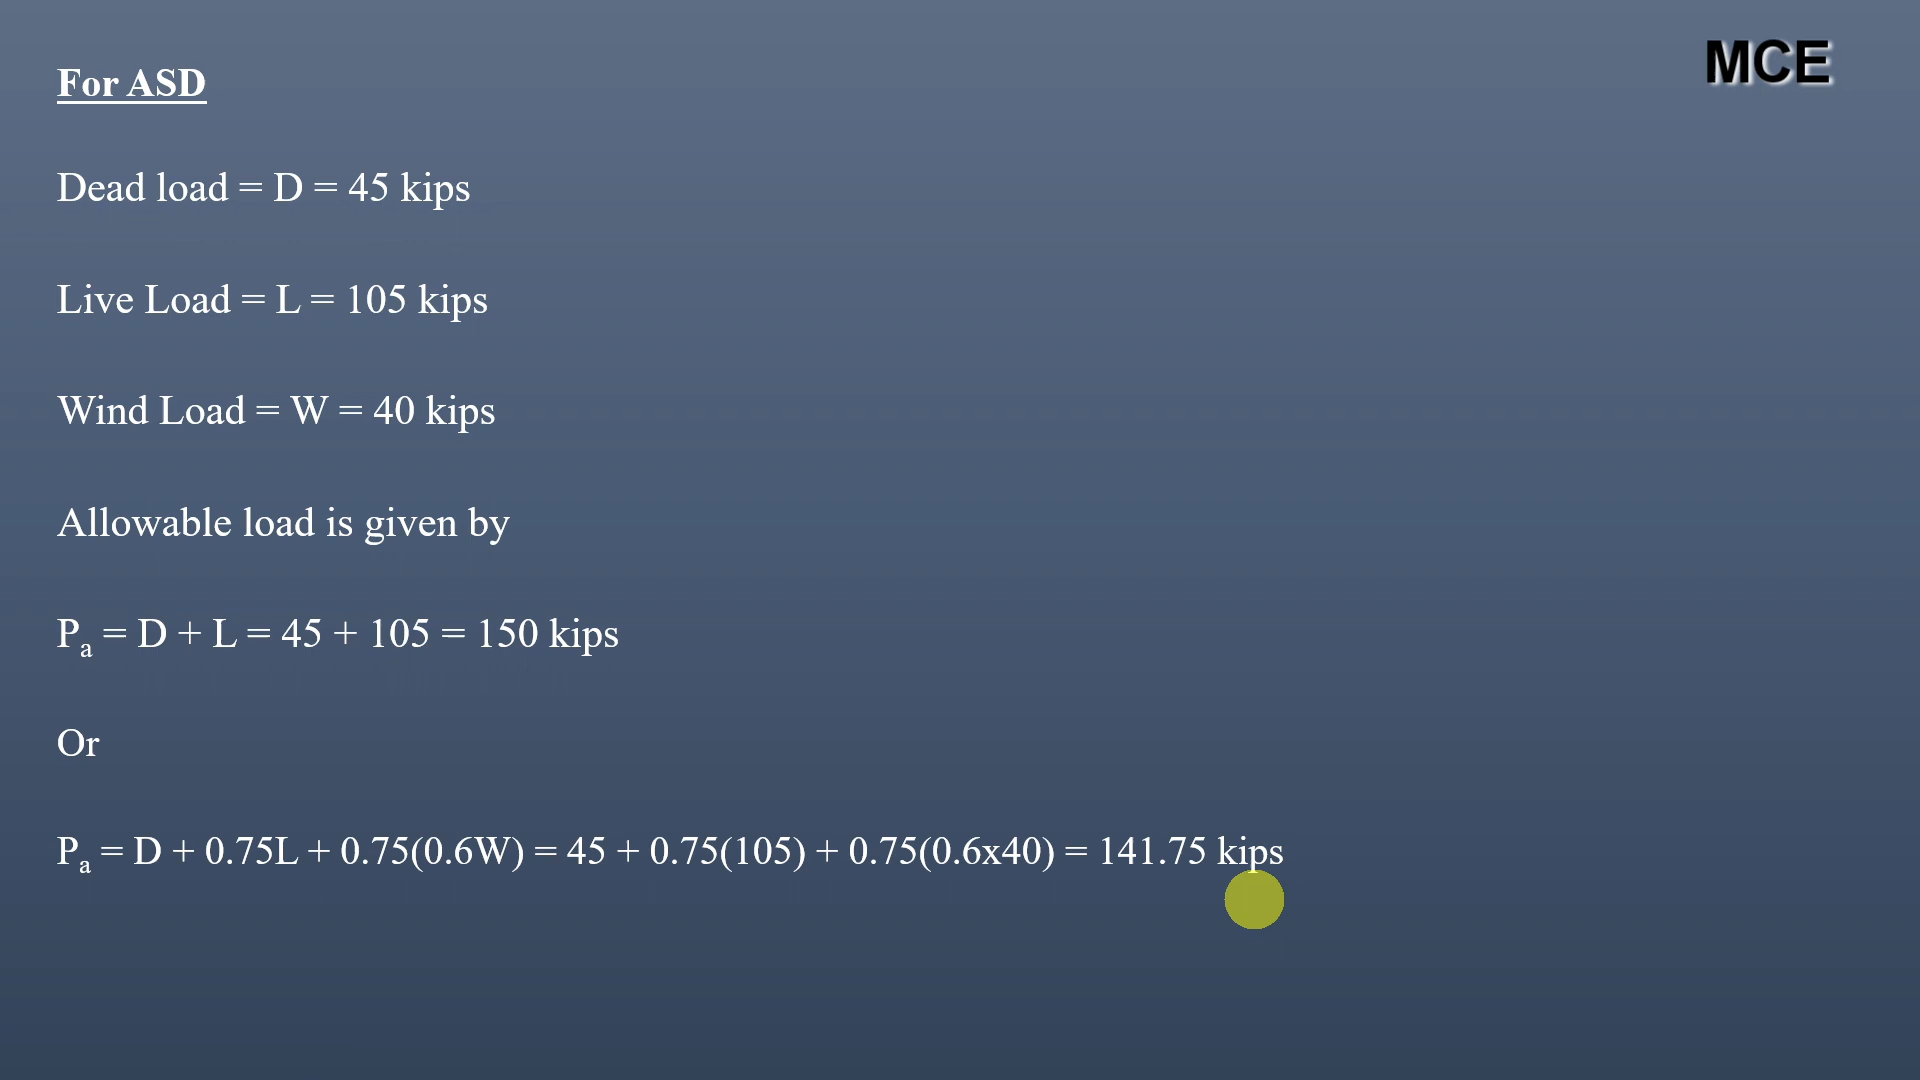 For ASD
MCE
Dead load = D = 45 kips
Live Load = L = 105 kips
Wind Load = W = 40 kips
Allowable load is given by
Pa = D + L = 45 + 105 = 150 kips
Or
Pa = D + 0.75L + 0.75(0.6W) = 45 + 0.75(105) + 0.75(0.6x40) = 141.75 kips